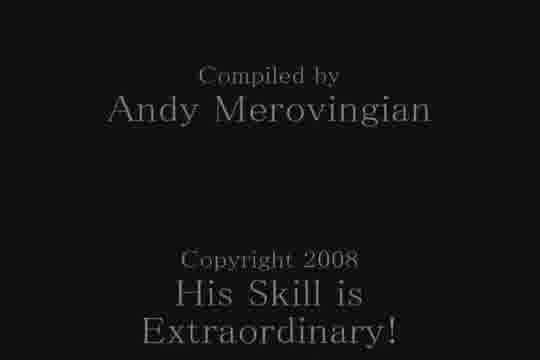 Compiled by
Andy Merovingian
Copyright 2008
His Skill is
Extraordinary!